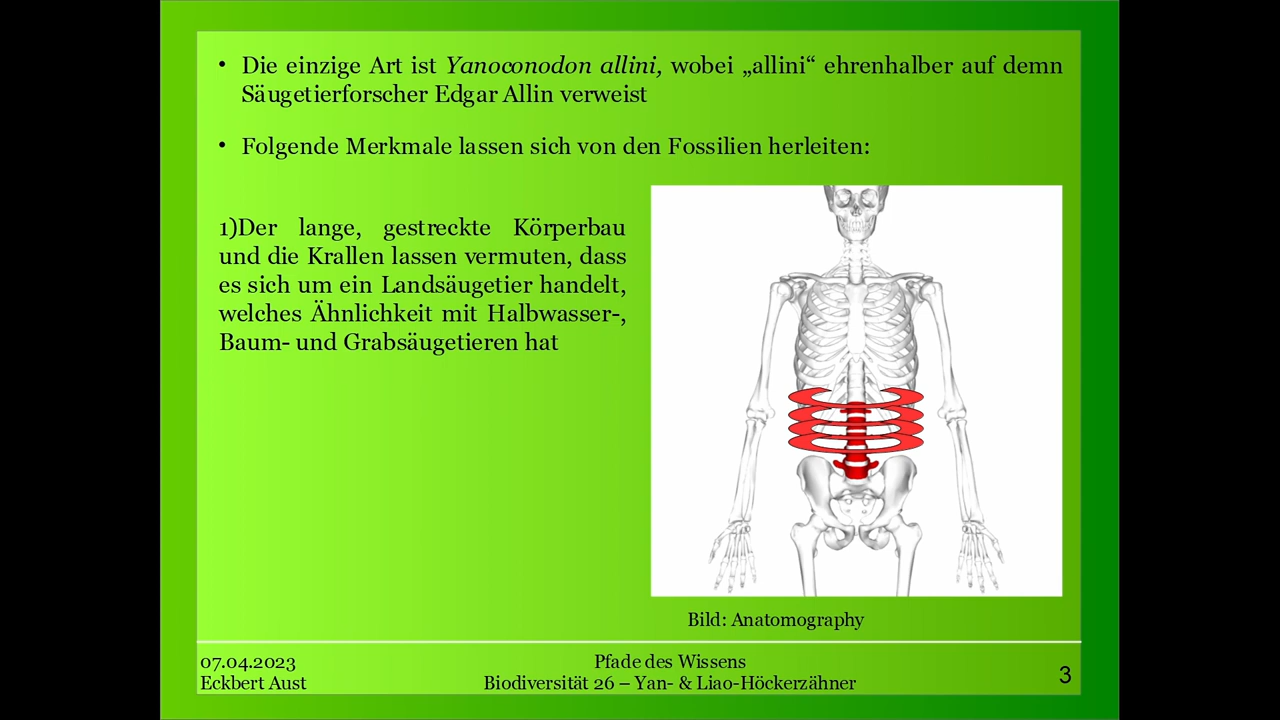 • Die einzige Art ist Yanoconodon allini, wobei „allini“ ehrenhalber auf demn
Säugetierforscher Edgar Allin verweist
• Folgende Merkmale lassen sich von den Fossilien herleiten:
1)Der lange, gestreckte Körperbau
und die Krallen lassen vermuten, dass
es sich um ein Landsäugetier handelt,
welches Ähnlichkeit mit Halbwasser-,
Baum- und Grabsäugetieren hat
Bild: Anatomography
07.04.2023
Eckbert Aust
Pfade des Wissens
Biodiversität 26 – Yan- & Liao-Höckerzähner
3